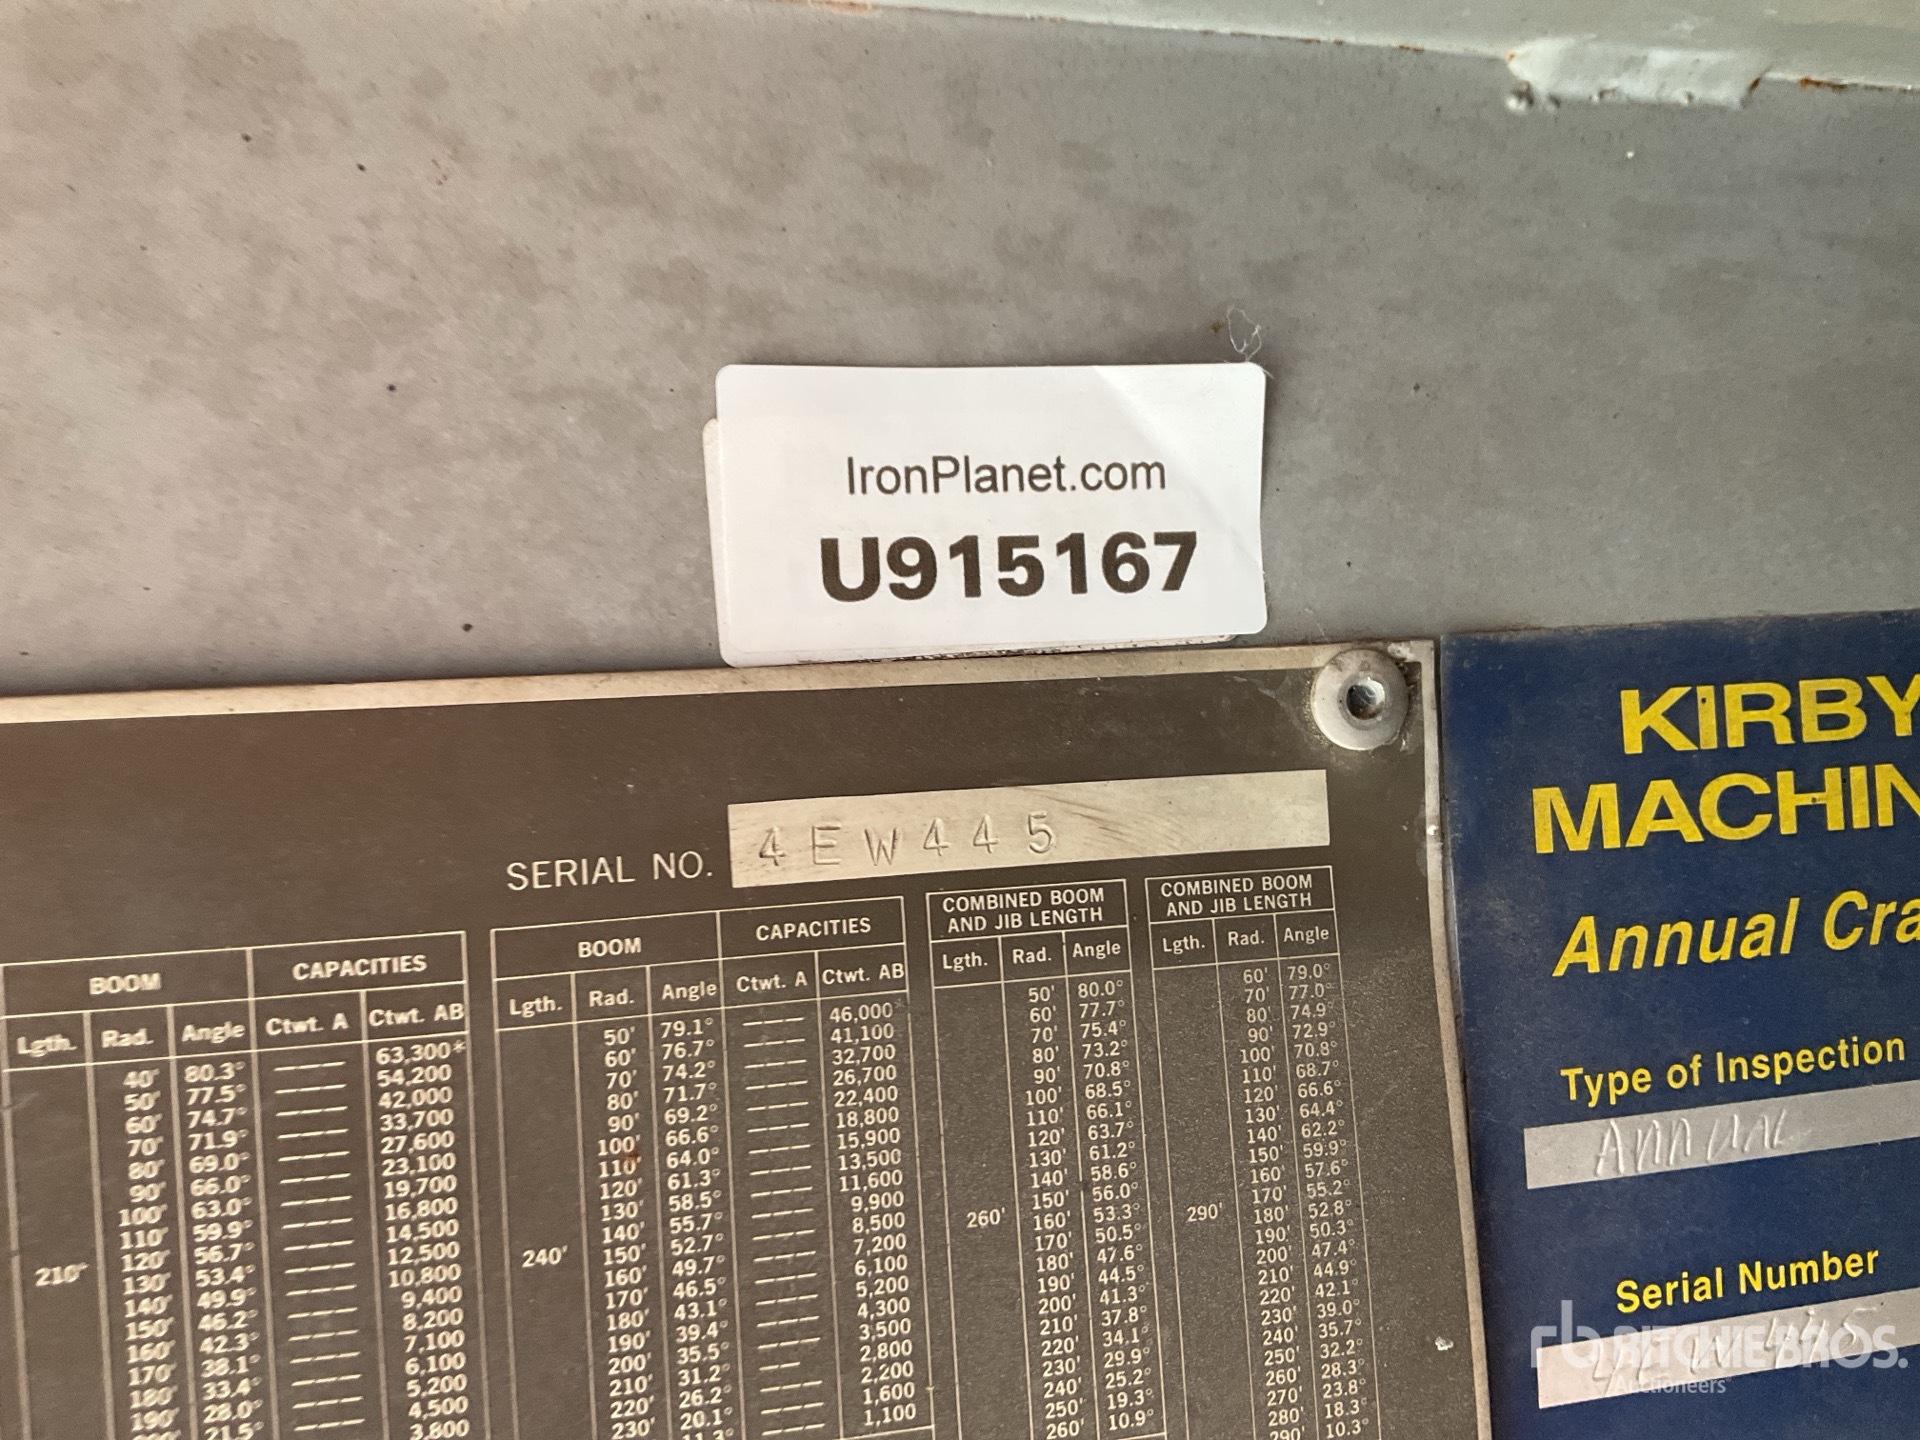 IronPlanet.com
U915167
SERIAL NO. 4EW445
BOOM CAPACITIES
Lgth. Rad. Angle Ctwt. A Ctwt. AB
210'
40' 80.3° ——— 63,300*
50' 77.5° ——— 54,200
60' 74.7° ——— 42,000
70' 71.9° ——— 33,700
80' 69.0° ——— 27,600
90' 66.0° ——— 23,100
100' 63.0° ——— 19,700
110' 59.9° ——— 16,800
120' 56.7° ——— 14,500
130' 53.4° ——— 12,500
140' 49.9° ——— 10,800
150' 46.2° ——— 9,400
160' 42.3° ——— 8,200
170' 38.1° ——— 7,100
180' 33.4° ——— 6,100
190' 28.0° ——— 5,200
21.5° ——— 4,500
3,800
BOOM CAPACITIES
Lgth. Rad. Angle Ctwt. A Ctwt. AB
240'
50' 79.1° ——— 46,000*
60' 76.7° ——— 41,100
70' 74.2° ——— 32,700
80' 71.7° ——— 26,700
90' 69.2° ——— 22,400
100' 66.6° ——— 18,800
110' 64.0° ——— 15,900
120' 61.3° ——— 13,500
130' 58.5° ——— 11,600
140' 55.7° ——— 9,900
150' 52.7° ——— 8,500
160' 49.7° ——— 7,200
170' 46.5° ——— 6,100
180' 43.1° ——— 5,200
190' 39.4° ——— 4,300
200' 35.5° ——— 3,500
210' 31.2° —— 2,800
220' 26.2° ——— 2,200
230' 20.1° ——— 1,600
11.3° ——— 1,100
COMBINED BOOM
AND JIB LENGTH
Lgth. Rad. Angle
260'
50' 80.0°
60' 77.7°
70' 75.4°
80' 73.2°
90' 70.8°
100' 68.5°
110' 66.1°
120' 63.7°
130' 61.2°
140' 58.6°
150' 56.0°
160' 53.3°
170' 50.5°
180' 47.6°
190' 44.5°
200' 41.3°
210' 37.8°
220' 34.1°
230' 29.9°
240' 25.2°
250' 19.3°
260' 10.9°
COMBINED BOOM
AND JIB LENGTH
Lgth. Rad. Angle
290'
60' 79.0°
70' 77.0°
80' 74.9°
90' 72.9°
100' 70.8°
110' 68.7°
120' 66.6°
130' 64.4°
140' 62.2°
150' 59.9°
160' 57.6°
170' 55.2°
180' 52.8°
190' 50.3°
200' 47.4°
210' 44.9°
220' 42.1°
230' 39.0°
240' 35.7°
250' 32.2°
260' 28.3°
270' 23.8°
280' 18.3°
290' 10.3°
KIRBY
MACHIN
Annual Cra
Type of Inspection
ANNUAL
Serial Number
4EW445
rb RITCHIE BROS.
Auctioneers